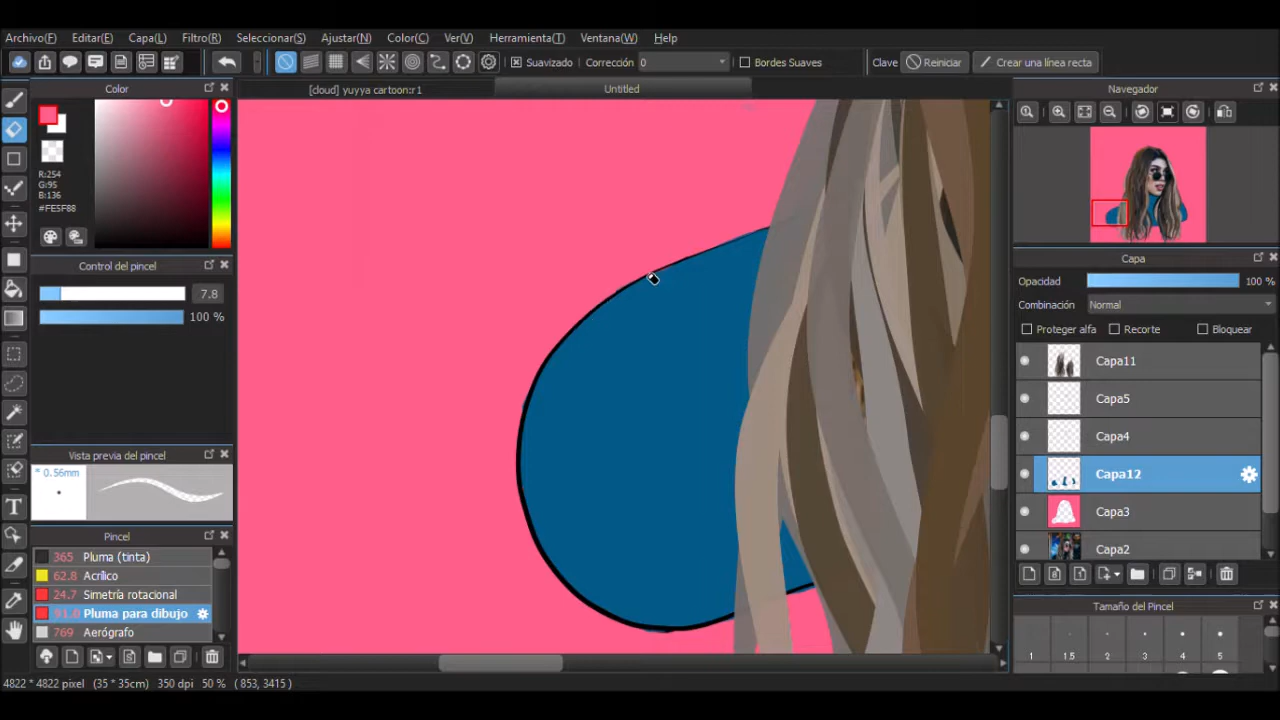 Archivo(F) Editar(E) Capa(L) Filtro(R) Seleccionar(S) Ajustar(N) Color(C) Ver(V) Herramienta(T) Ventana(W) Help
Suavizado Corrección 0 Bordes Suaves Clave Reiniciar Crear una línea recta
Color
[cloud] yuyya cartoon:r1 Untitled
Navegador
R:254
G:95
B:136
#FE5F88
Control del pincel
7.8
100 %
Capa
Opacidad 100 %
Combinación Normal
Proteger alfa Recorte Bloquear
Capa11
Capa5
Capa4
Capa12
Capa3
Capa2
Vista previa del pincel
* 0.56mm
Pincel
365 Pluma (tinta)
62.8 Acrílico
24.7 Simetría rotacional
91.0 Pluma para dibujo
769 Aerógrafo
Tamaño del Pincel
1 1.5 2 3 4 5
4822 * 4822 pixel (35 * 35cm) 350 dpi 50 % ( 853, 3415 )